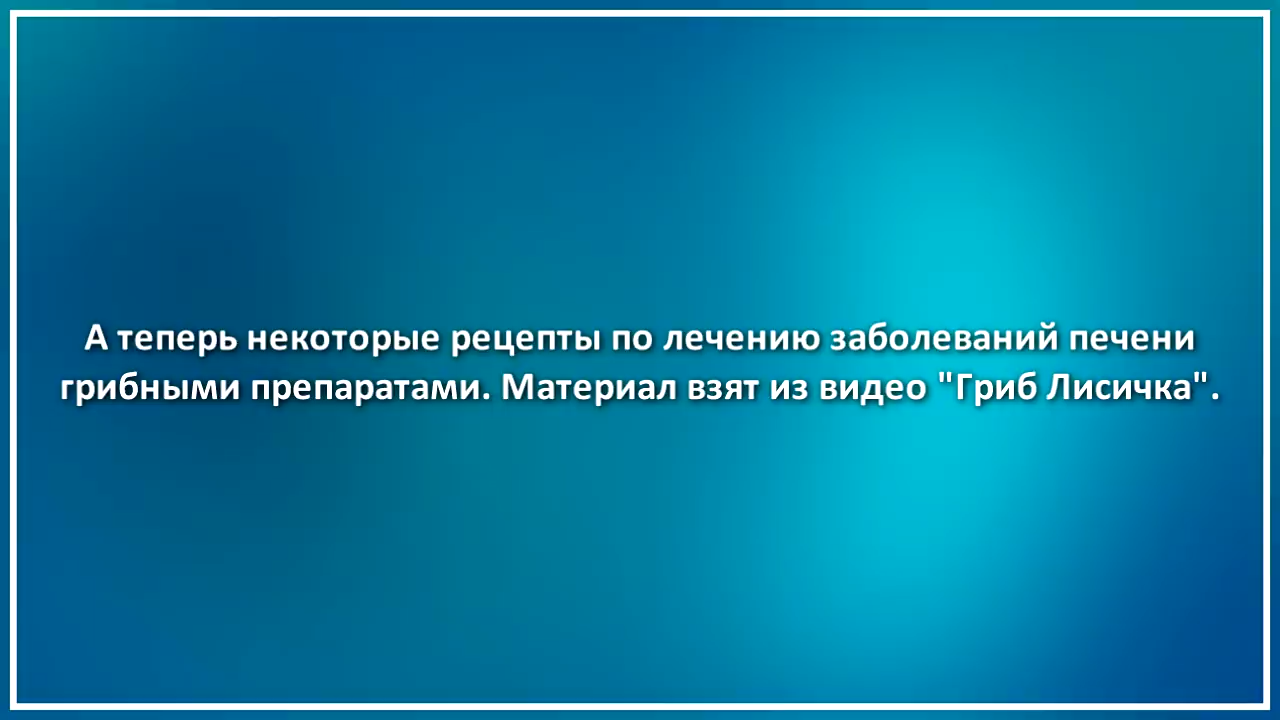 А теперь некоторые рецепты по лечению заболеваний печени
грибными препаратами. Материал взят из видео "Гриб Лисичка".